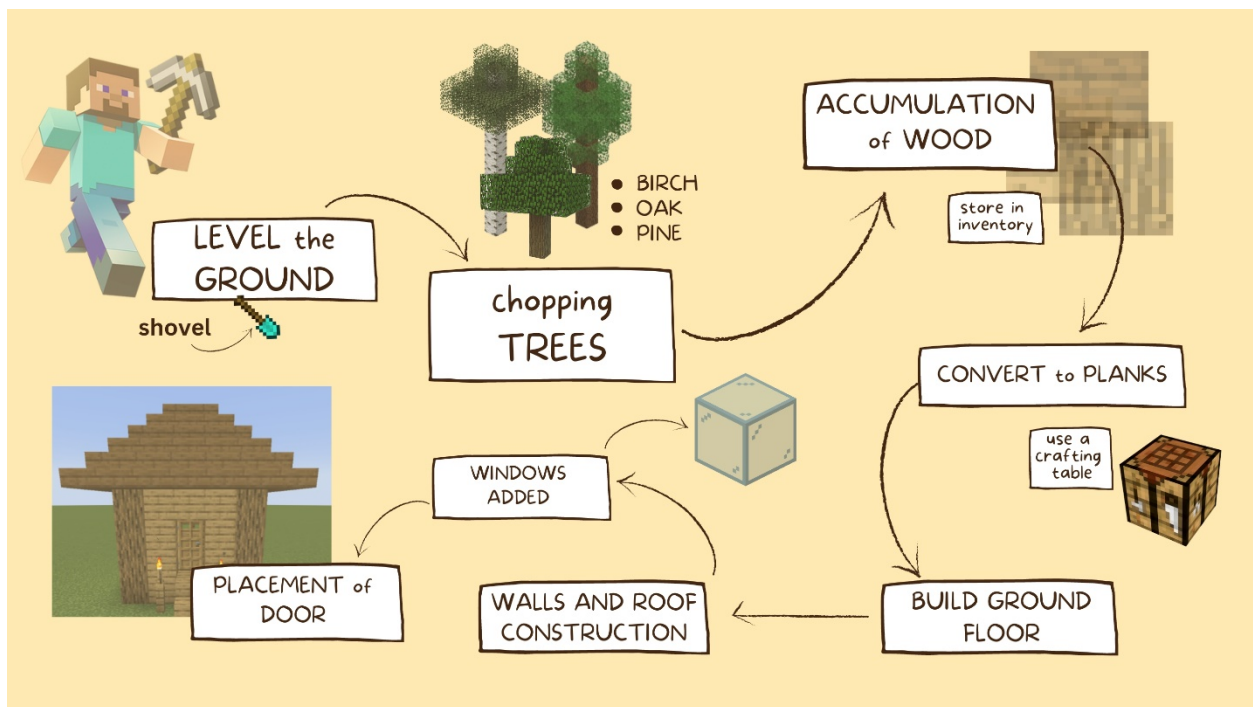 LEVEL the
GROUND
shovel
BIRCH
OAK
PINE
chopping
TREES
ACCUMULATION
of WOOD
store in
inventory
CONVERT to PLANKS
use a
crafting
table
BUILD GROUND
FLOOR
WALLS AND ROOF
CONSTRUCTION
WINDOWS
ADDED
PLACEMENT of
DOOR